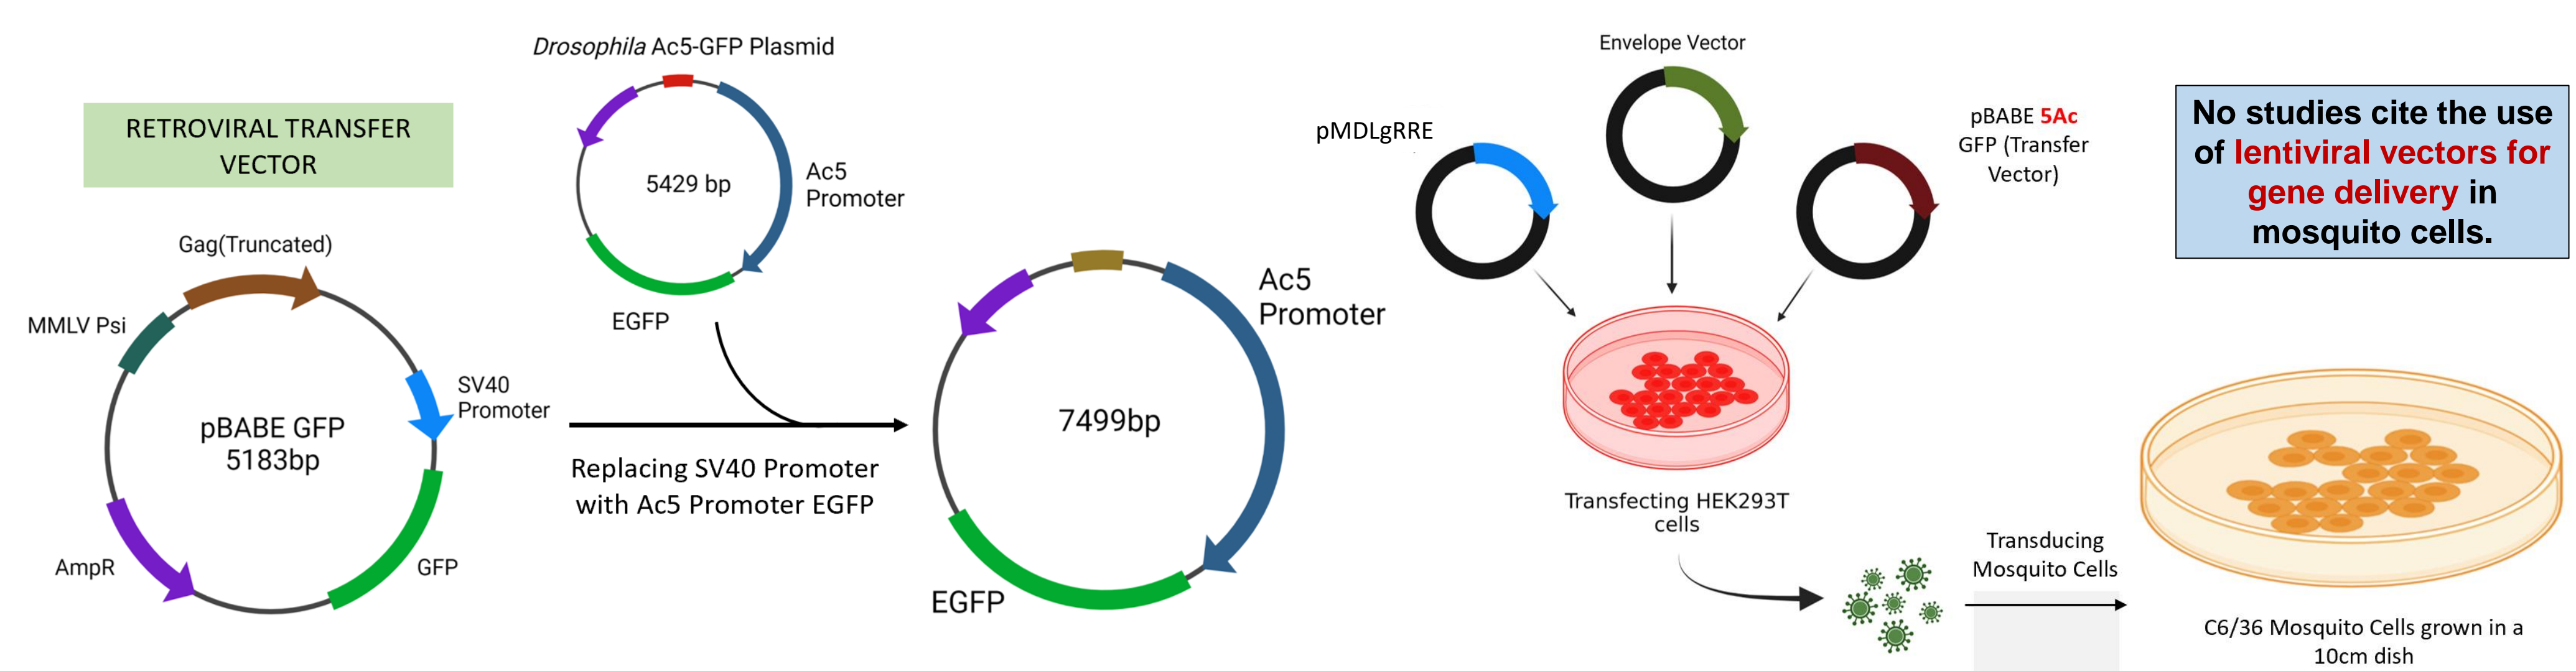 RETROVIRAL TRANSFER
VECTOR
Gag(Truncated)
MMLV Psi
SV40
Promoter
pBABE GFP
5183bp
AmpR
GFP
Drosophila Ac5-GFP Plasmid
5429 bp
Ac5
Promoter
EGFP
Replacing SV40 Promoter
with Ac5 Promoter EGFP
Ac5
Promoter
7499bp
EGFP
Envelope Vector
pMDLgRRE
pBABE 5Ac
GFP (Transfer
Vector)
Transfecting HEK293T
cells
Transducing
Mosquito Cells
No studies cite the use
of lentiviral vectors for
gene delivery in
mosquito cells.
C6/36 Mosquito Cells grown in a
10cm dish